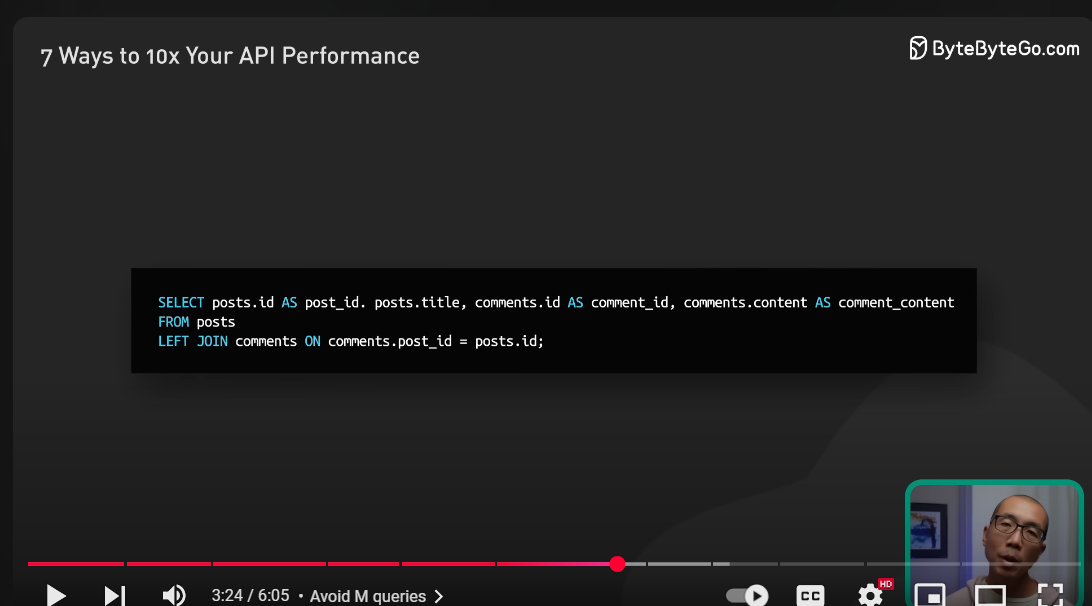 7 Ways to 10x Your API Performance
ByteByteGo.com
SELECT posts.id AS post_id. posts.title, comments.id AS comment_id, comments.content AS comment_content
FROM posts
LEFT JOIN comments ON comments.post_id = posts.id;
3:24 / 6:05 • Avoid M queries >
CC
HD